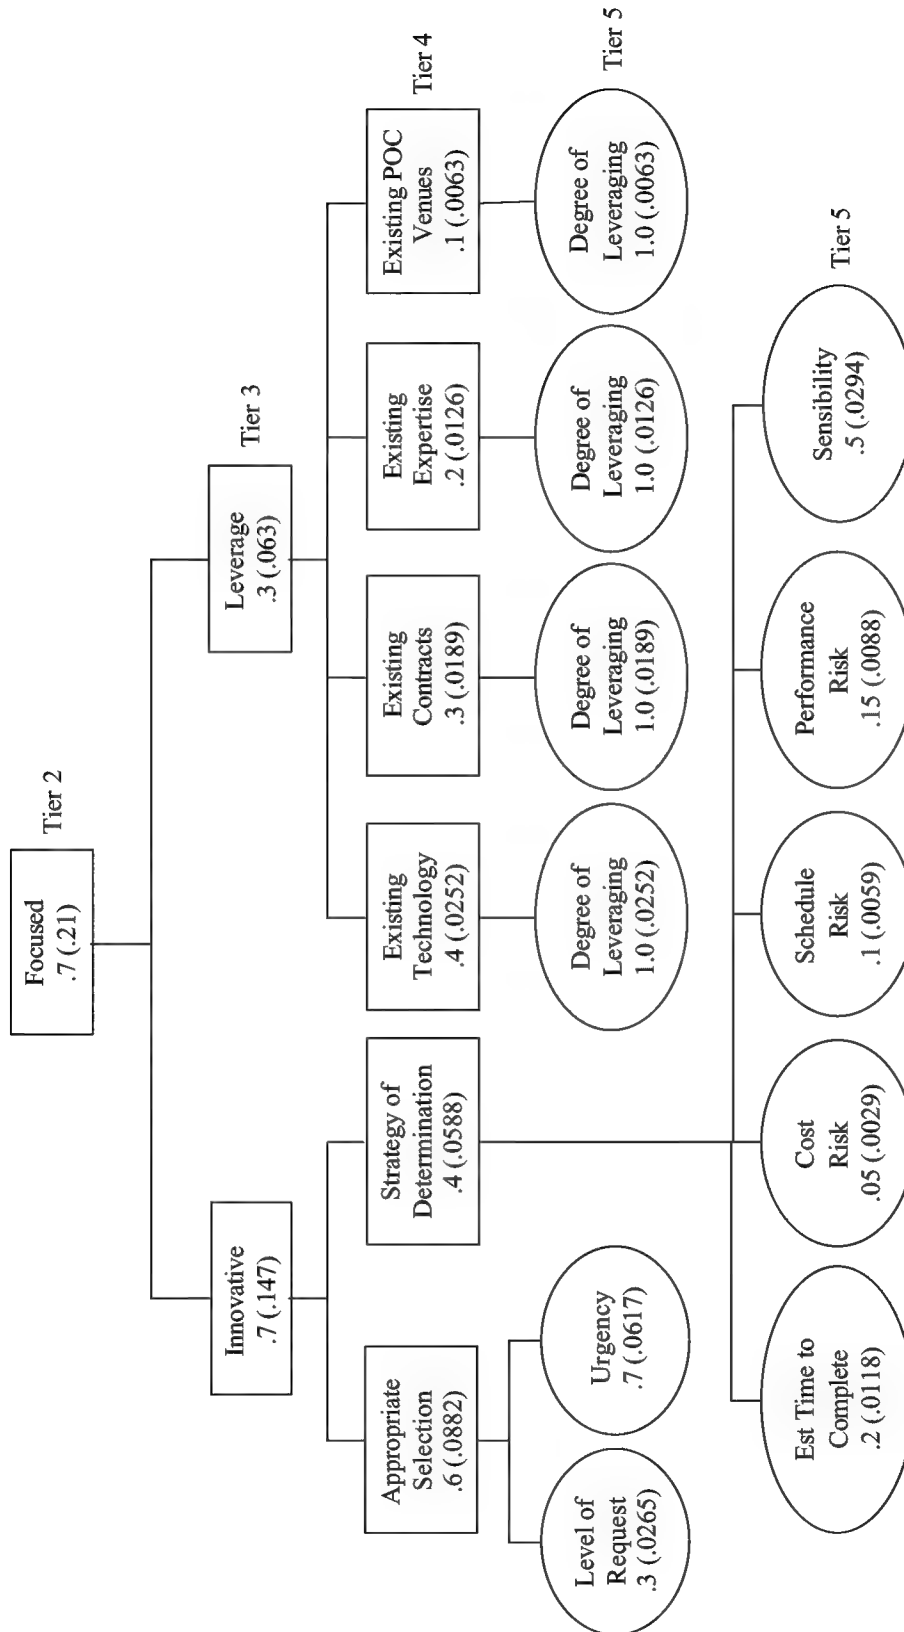 Focused
.7 (.21)
Tier 2
Innovative
.7 (.147)
Leverage
.3 (.063)
Tier 3
Appropriate
Selection
.6 (.0882)
Strategy of
Determination
.4 (.0588)
Existing
Technology
.4 (.0252)
Existing
Contracts
.3 (.0189)
Existing
Expertise
.2 (.0126)
Existing POC
Venues
.1 (.0063)
Tier 4
Level of
Request
.3 (.0265)
Urgency
.7 (.0617)
Degree of
Leveraging
1.0 (.0252)
Degree of
Leveraging
1.0 (.0189)
Degree of
Leveraging
1.0 (.0126)
Degree of
Leveraging
1.0 (.0063)
Tier 5
Est Time to
Complete
.2 (.0118)
Cost
Risk
.05 (.0029)
Schedule
Risk
.1 (.0059)
Performance
Risk
.15 (.0088)
Sensibility
.5 (.0294)
Tier 5